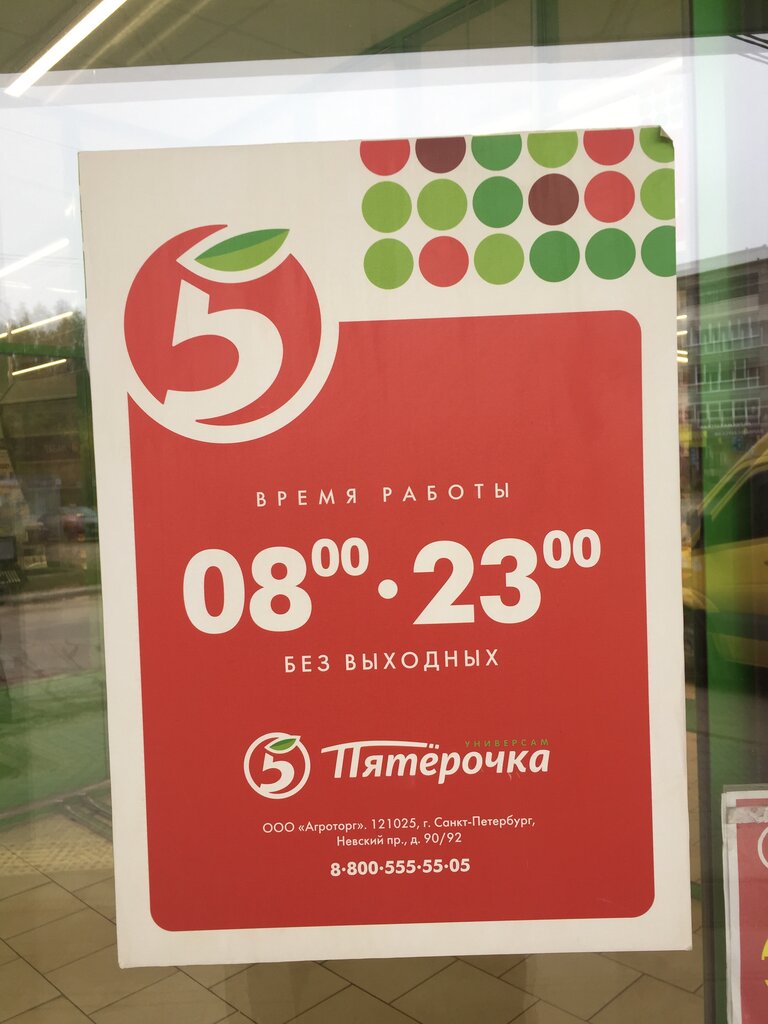 5
ВРЕМЯ РАБОТЫ
08⁰⁰·23⁰⁰
БЕЗ ВЫХОДНЫХ
УНИВЕРСАМ
5 Пятёрочка
ООО «Агроторг». 121025, г. Санкт-Петербург,
Невский пр., д. 90/92
8·800·555·55·05